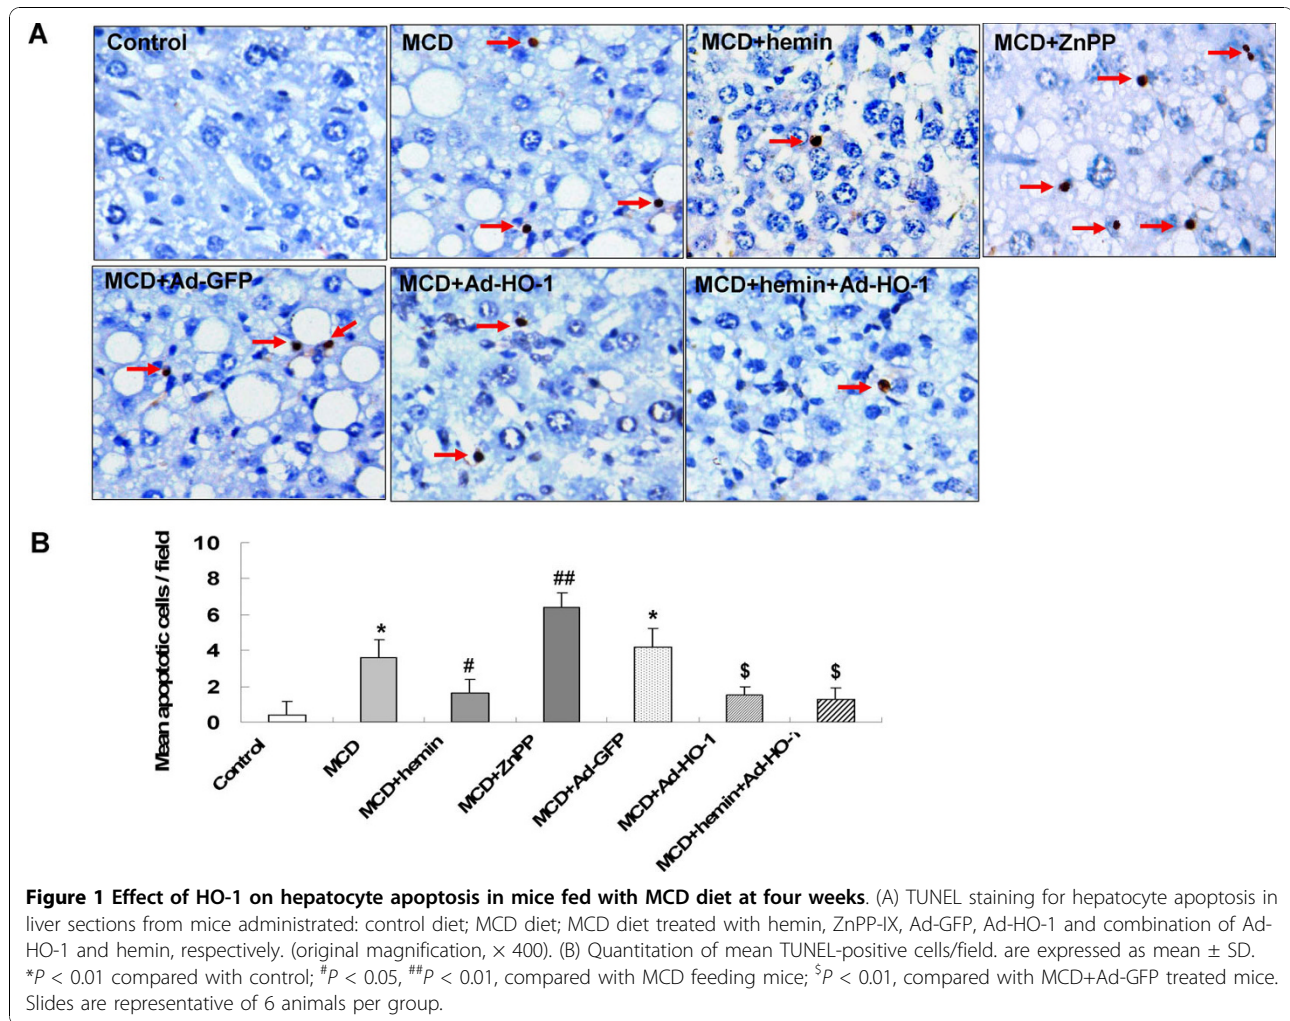 A
Control
MCD
MCD+hemin
MCD+ZnPP
MCD+Ad-GFP
MCD+Ad-HO-1
MCD+hemin+Ad-HO-1
B
Mean apoptotic cells / field
10
8
6
4
2
0
*
#
##
*
$
$
Control
MCD
MCD+hemin
MCD+ZnPP
MCD+Ad-GFP
MCD+Ad-HO-1
MCD+hemin+Ad-HO-1
Figure 1 Effect of HO-1 on hepatocyte apoptosis in mice fed with MCD diet at four weeks. (A) TUNEL staining for hepatocyte apoptosis in
liver sections from mice administrated: control diet; MCD diet; MCD diet treated with hemin, ZnPP-IX, Ad-GFP, Ad-HO-1 and combination of Ad-
HO-1 and hemin, respectively. (original magnification, × 400). (B) Quantitation of mean TUNEL-positive cells/field. are expressed as mean ± SD.
*P < 0.01 compared with control; #P < 0.05, ##P < 0.01, compared with MCD feeding mice; $P < 0.01, compared with MCD+Ad-GFP treated mice.
Slides are representative of 6 animals per group.